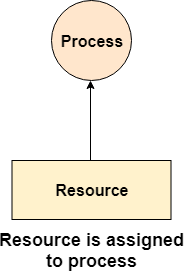 Process
Resource
Resource is assigned
to process